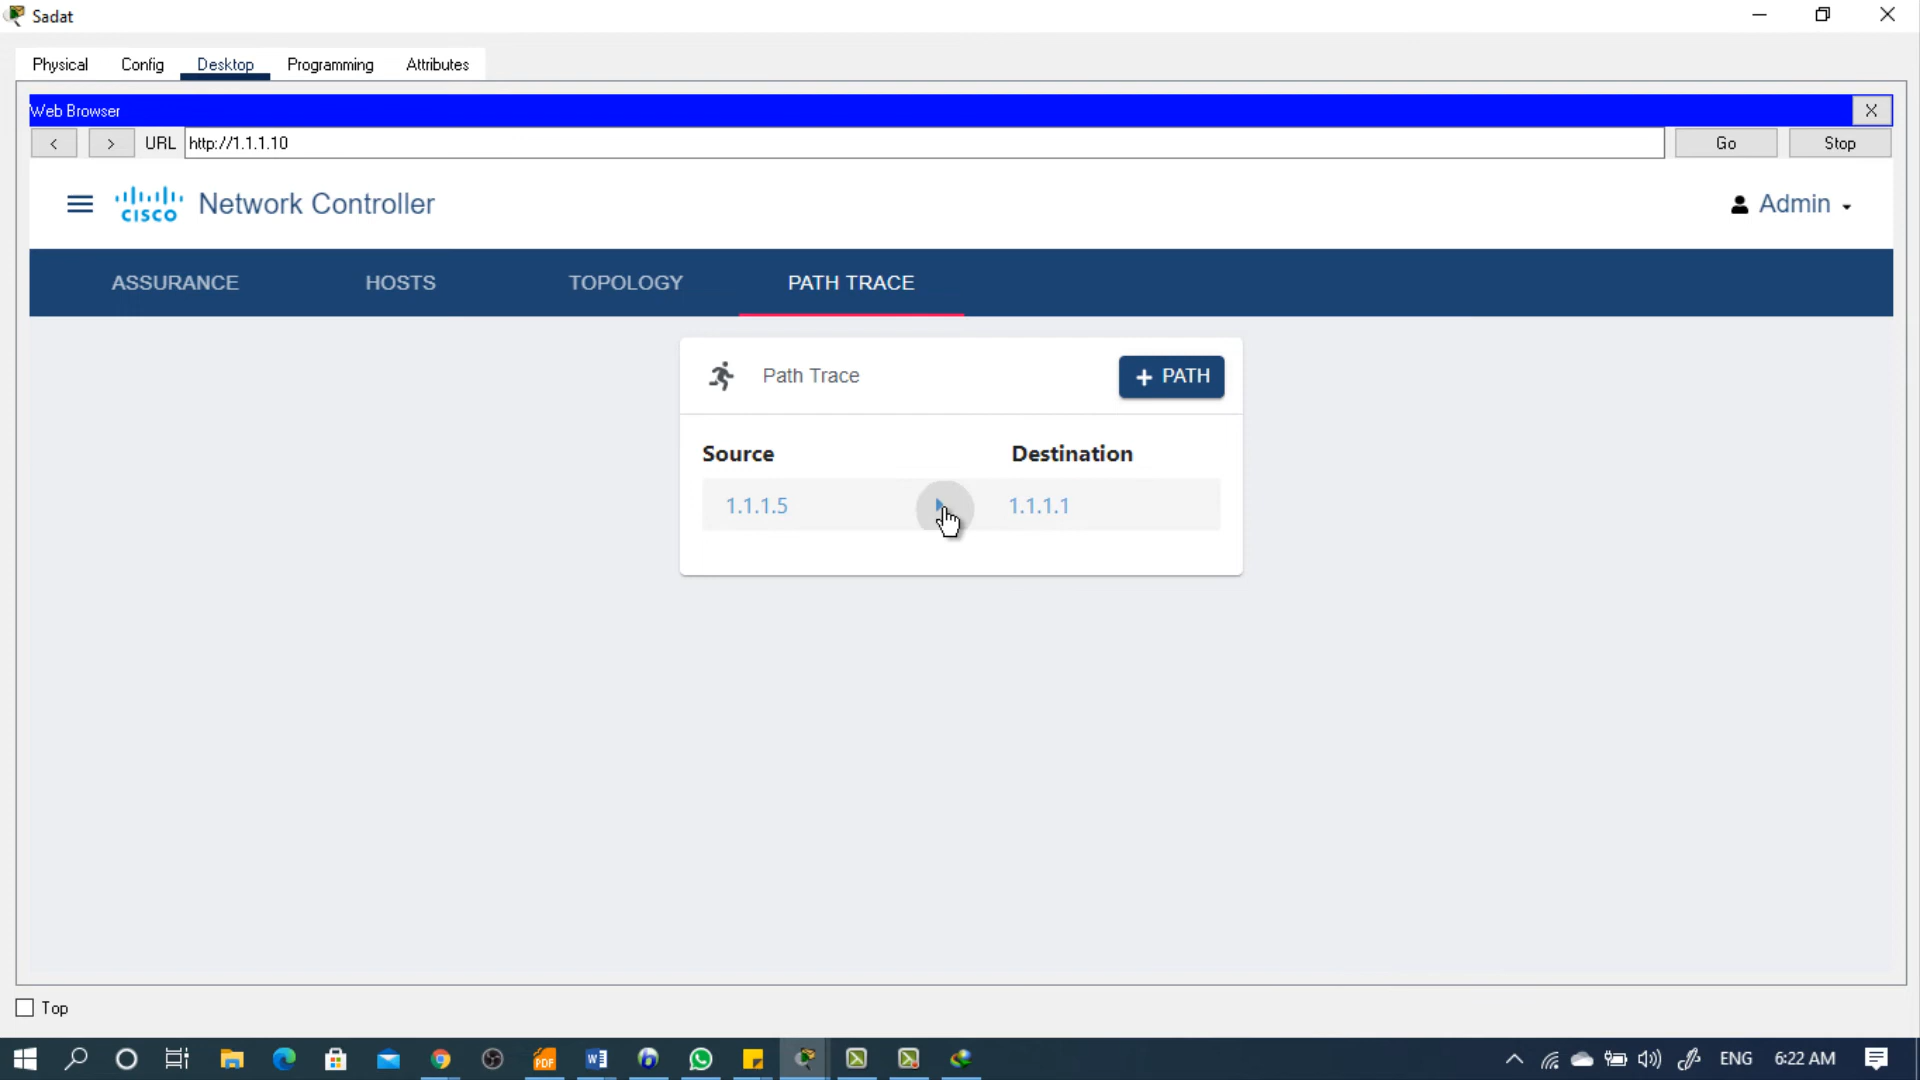 Sadat
Physical Config Desktop Programming Attributes
Web Browser X
< > URL http://1.1.1.10 Go Stop
CISCO Network Controller Admin
ASSURANCE HOSTS TOPOLOGY PATH TRACE
Path Trace + PATH
Source Destination
1.1.1.5 1.1.1.1
Top
PDF ENG 6:22 AM